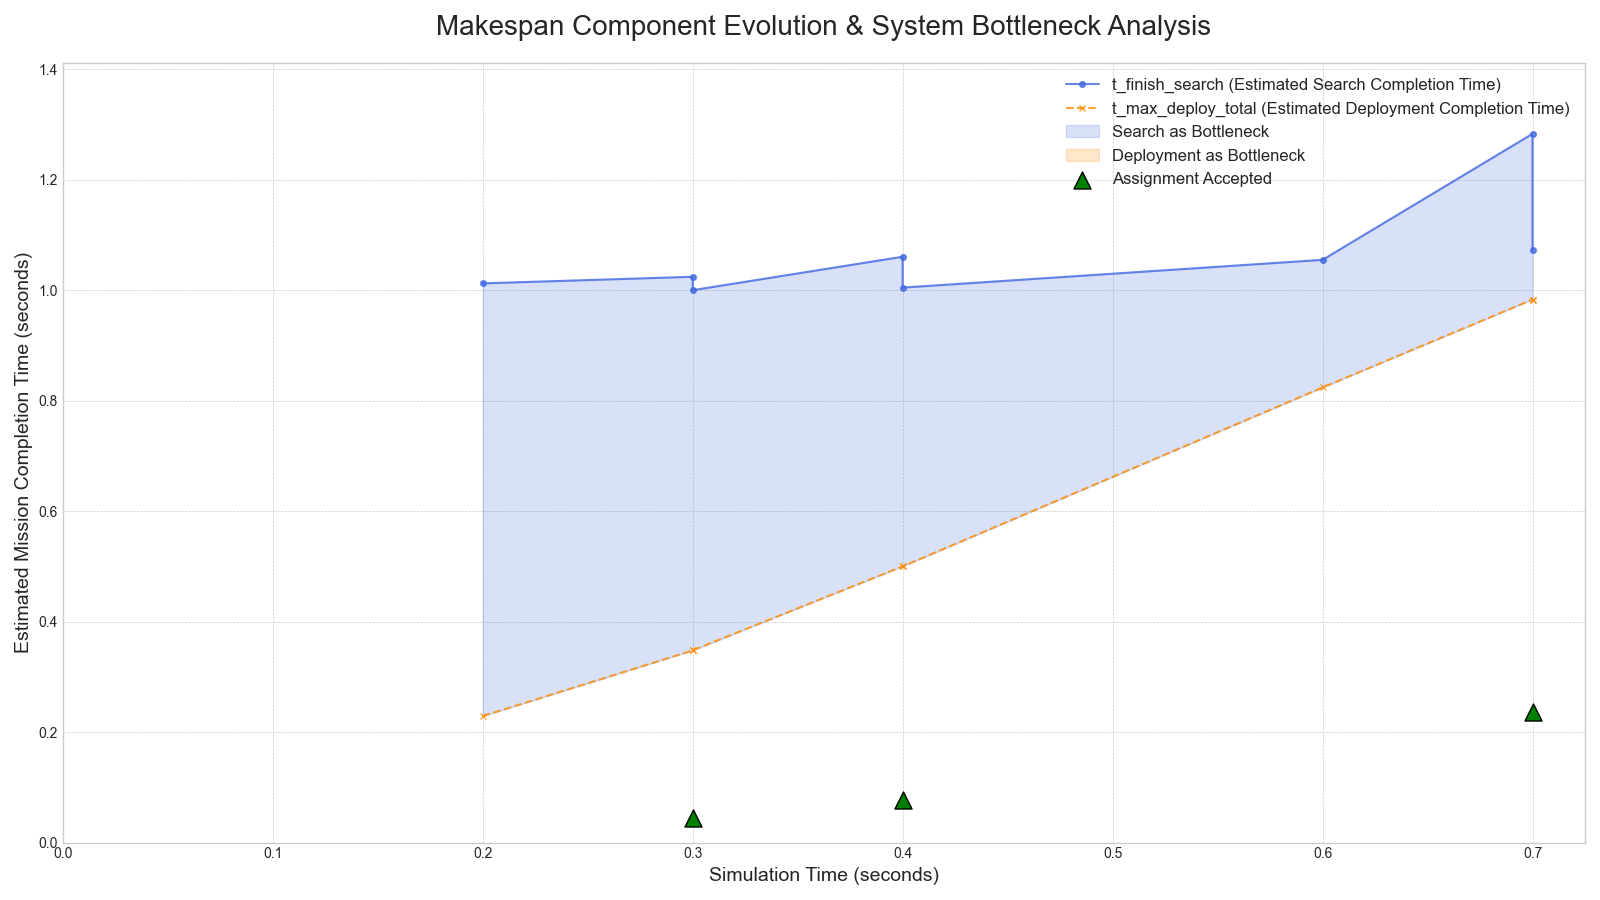 Makespan Component Evolution & System Bottleneck Analysis
t_finish_search (Estimated Search Completion Time)
t_max_deploy_total (Estimated Deployment Completion Time)
Search as Bottleneck
Deployment as Bottleneck
Assignment Accepted
Estimated Mission Completion Time (seconds)
1.4
1.2
1.0
0.8
0.6
0.4
0.2
0.0
0.0 0.1 0.2 0.3 0.4 0.5 0.6 0.7
Simulation Time (seconds)